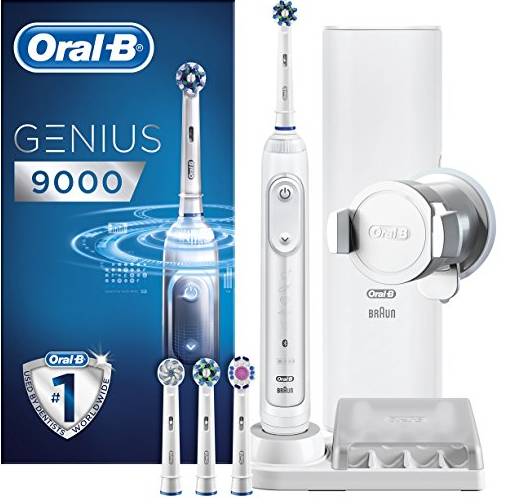 Oral-B
GENIUS
9000
Oral-B
#1
USED BY DENTISTS WORLDWIDE
Oral-B
BRAUN
Oral-B
Oral-B
BRAUN